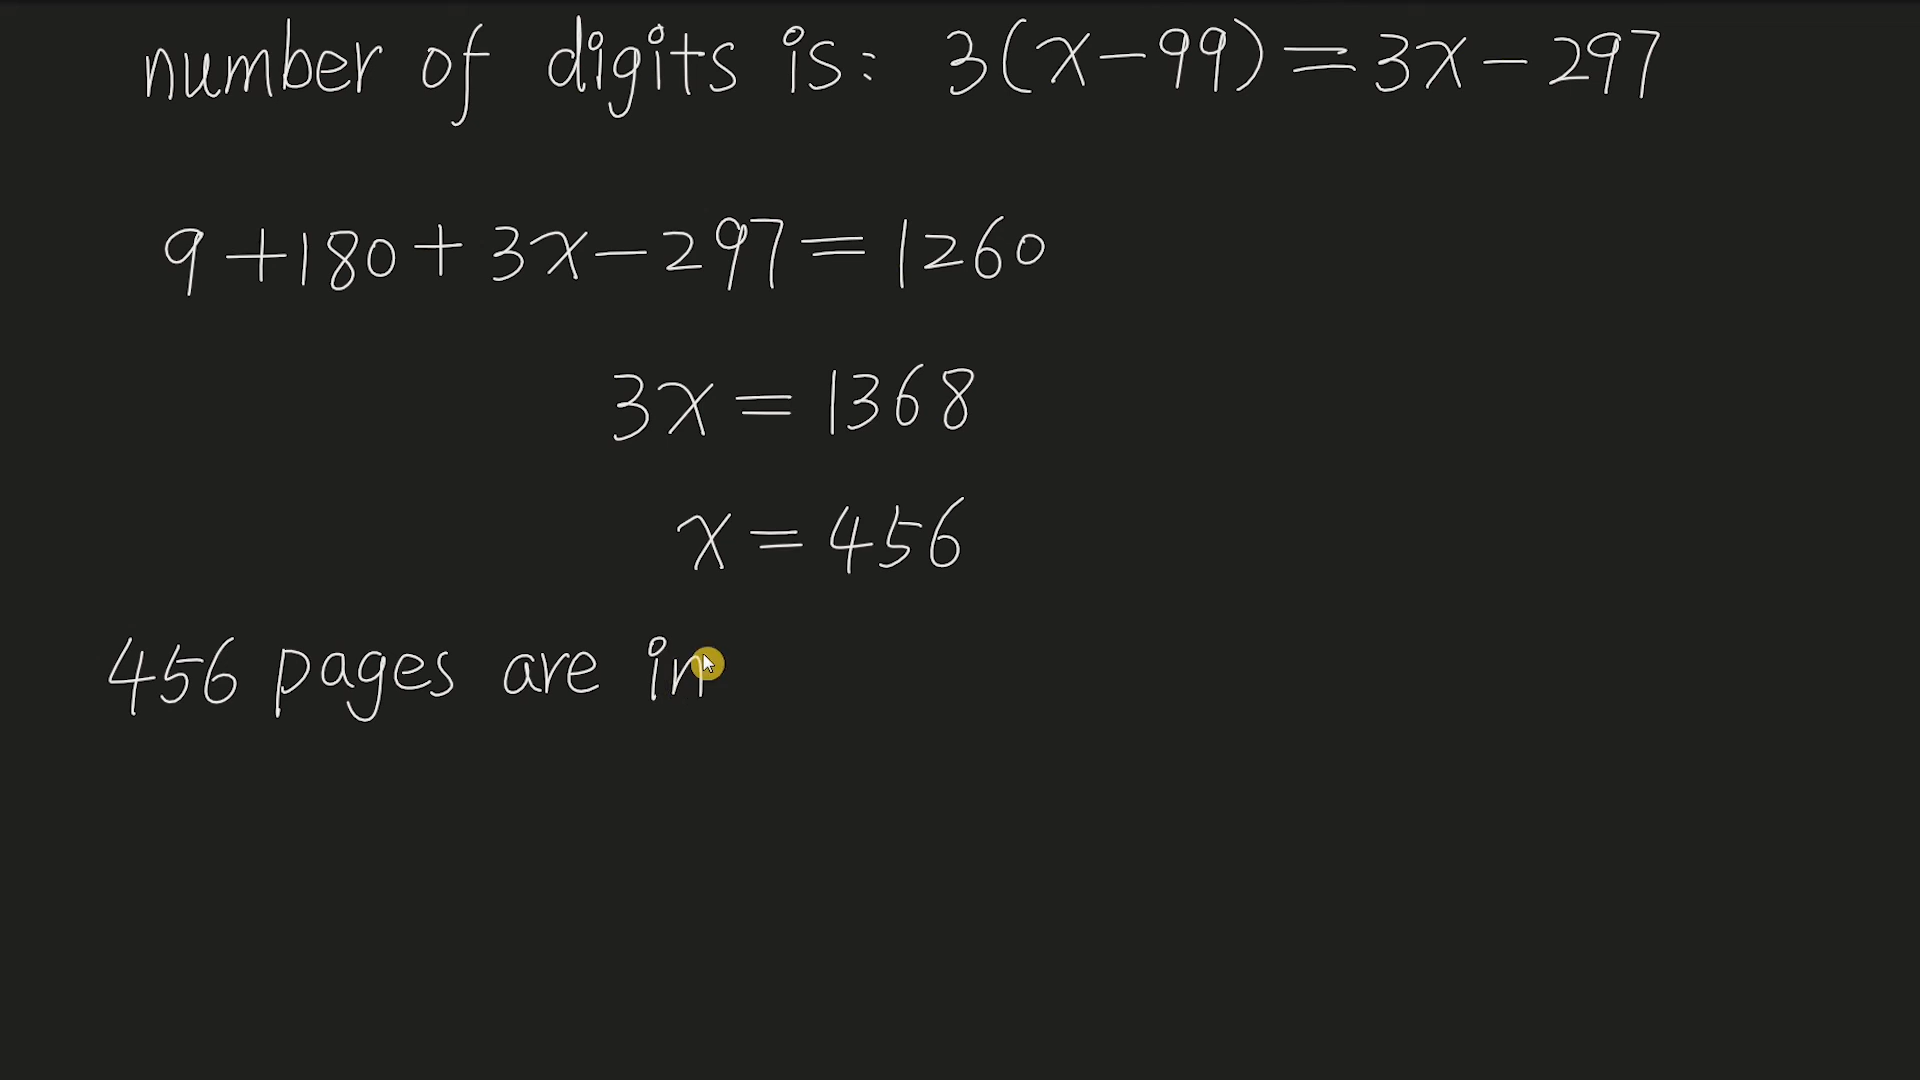 number of digits is: 3(x-99)=3x-297
9+180+3x-297=1260
3x=1368
x=456
456 pages are in